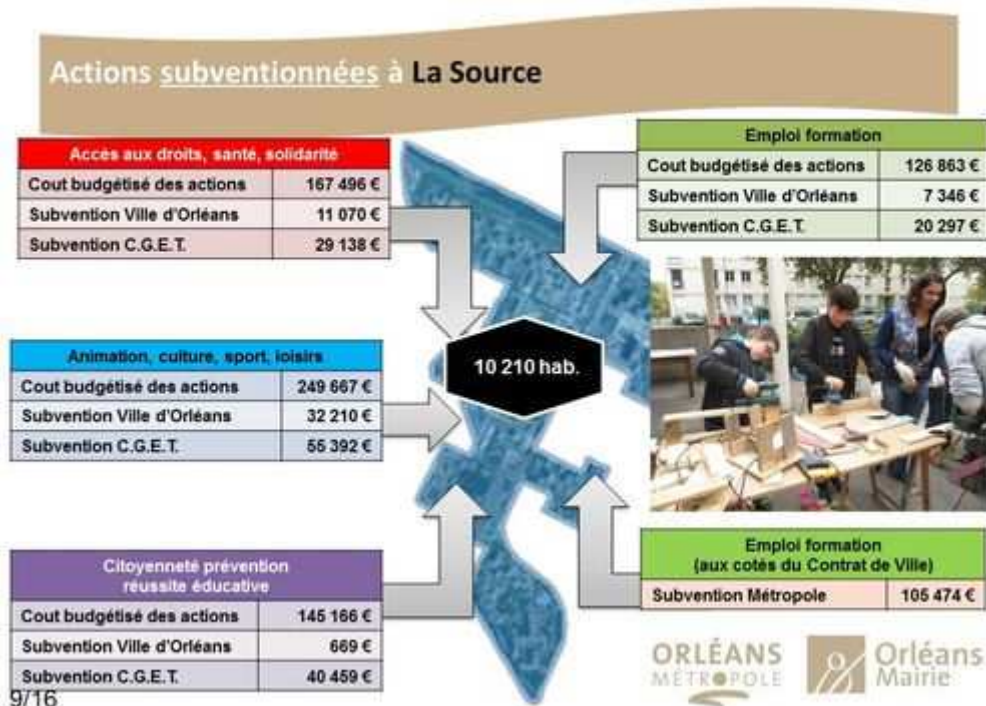 Actions subventionnées à La Source
Accès aux droits, santé, solidarité
Cout budgétisé des actions 167 496 €
Subvention Ville d'Orléans 11 070 €
Subvention C.G.E.T. 29 138 €
Emploi formation
Cout budgétisé des actions 126 863 €
Subvention Ville d'Orléans 7 346 €
Subvention C.G.E.T. 20 297 €
10 210 hab.
Animation, culture, sport, loisirs
Cout budgétisé des actions 249 667 €
Subvention Ville d'Orléans 32 210 €
Subvention C.G.E.T. 55 392 €
Citoyenneté prévention
réussite éducative
Cout budgétisé des actions 145 166 €
Subvention Ville d'Orléans 669 €
Subvention C.G.E.T. 40 459 €
Emploi formation
(aux cotés du Contrat de Ville)
Subvention Métropole 105 474 €
ORLÉANS
MÉTROPOLE
Orléans
Mairie
9/16